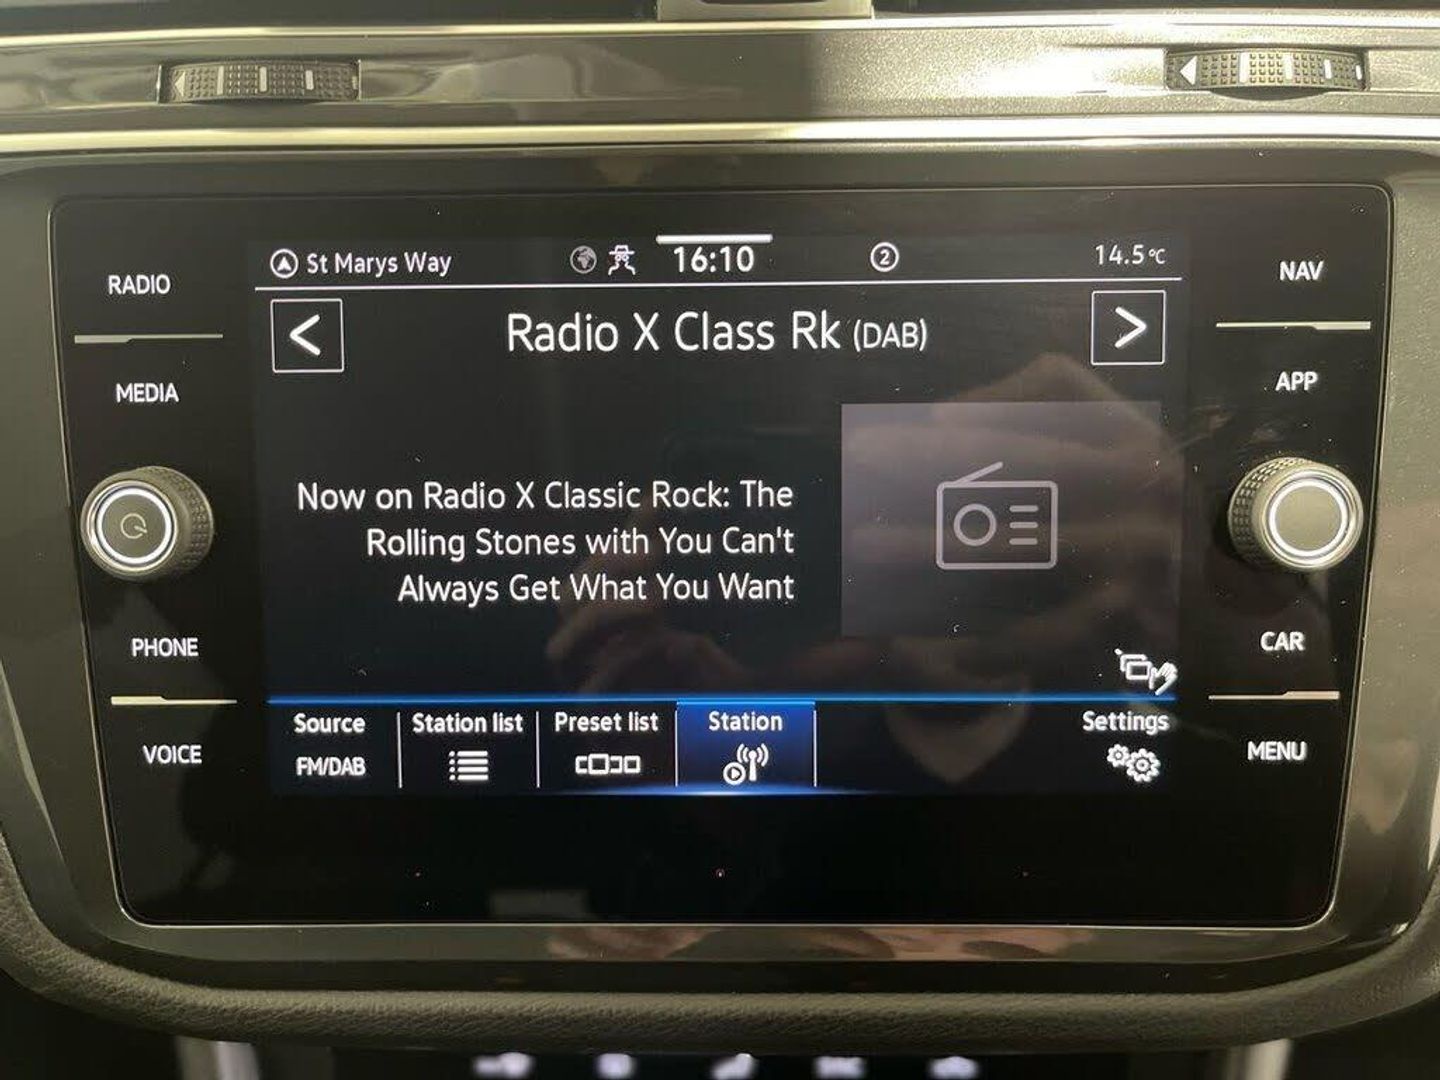 St Marys Way 16:10 2 14.5°C
RADIO
MEDIA
PHONE
VOICE
< Radio X Class Rk (DAB) >
Now on Radio X Classic Rock: The
Rolling Stones with You Can't
Always Get What You Want
Source
FM/DAB
Station list
Preset list
Station
Settings
NAV
APP
CAR
MENU